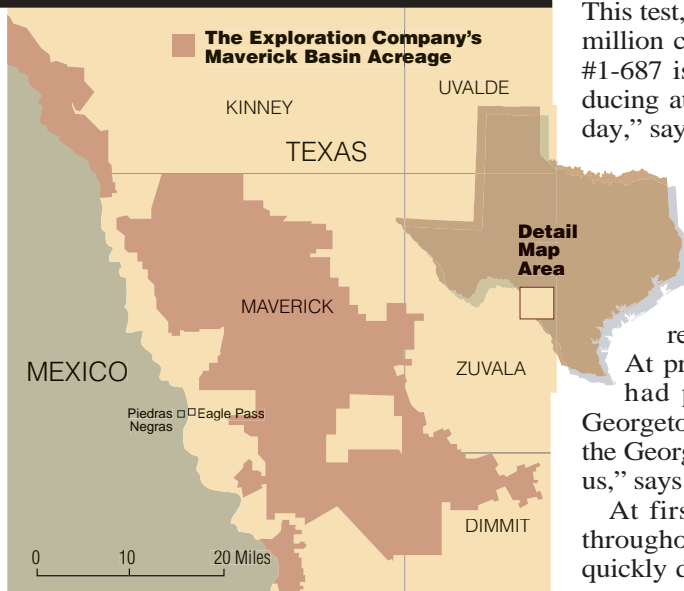 The Exploration Company's
Maverick Basin Acreage
UVALDE
KINNEY
TEXAS
Detail
Map
Area
MAVERICK
MEXICO
ZUVALA
Piedras
Negras
Eagle Pass
DIMMIT
0 10 20 Miles
This test,
million c
#1-687 is
ducing at
day,” say
re
At pr
had p
Georgeto
the Georg
us,” says
At first
througho
quickly d